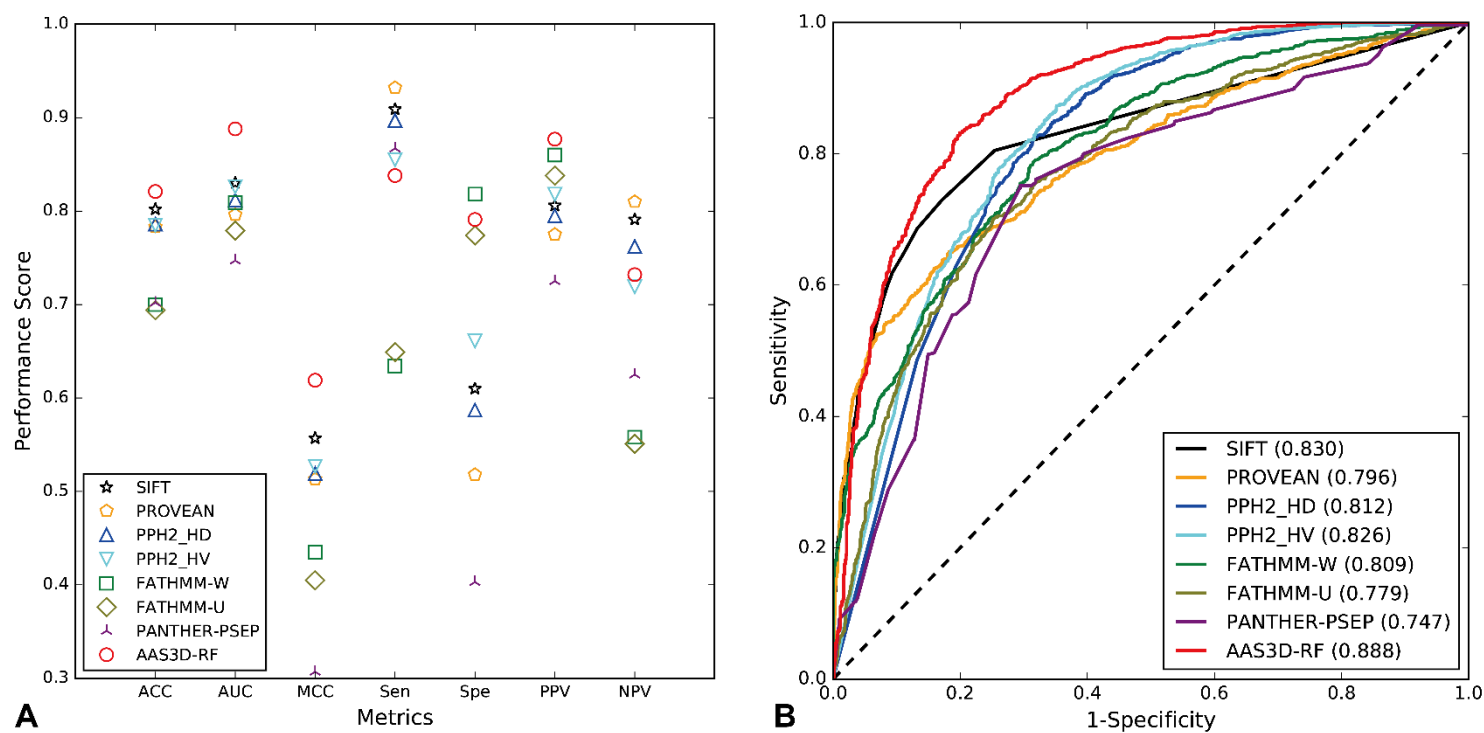 1.0
0.9
0.8
0.7
0.6
0.5
0.4
0.3
Performance Score
SIFT
PROVEAN
PPH2_HD
PPH2_HV
FATHMM-W
FATHMM-U
PANTHER-PSEP
AAS3D-RF
ACC AUC MCC Sen Spe PPV NPV
Metrics
A
1.0
0.8
0.6
0.4
0.2
0.0
Sensitivity
SIFT (0.830)
PROVEAN (0.796)
PPH2_HD (0.812)
PPH2_HV (0.826)
FATHMM-W (0.809)
FATHMM-U (0.779)
PANTHER-PSEP (0.747)
AAS3D-RF (0.888)
0.0 0.2 0.4 0.6 0.8 1.0
1-Specificity
B